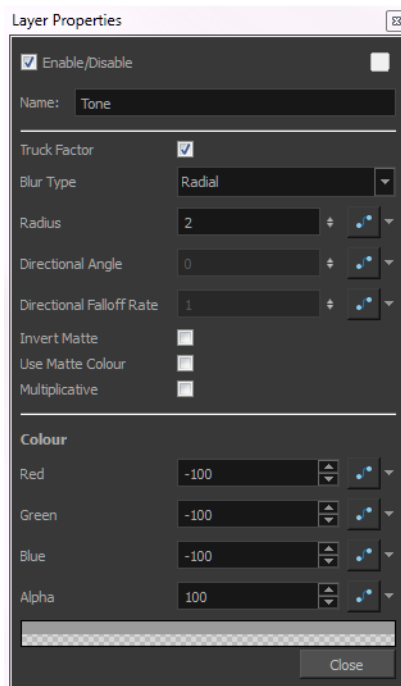 Layer Properties
Enable/Disable
Name: Tone
Truck Factor
Blur Type Radial
Radius 2
Directional Angle 0
Directional Falloff Rate 1
Invert Matte
Use Matte Colour
Multiplicative
Colour
Red -100
Green -100
Blue -100
Alpha 100
Close